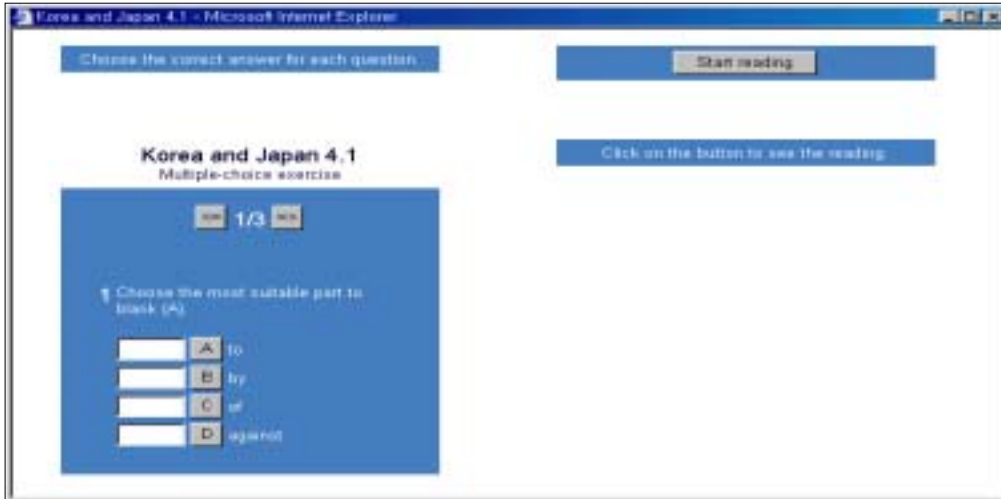 Korea and Japan 4.1 - Microsoft Internet Explorer
Choose the correct answer for each question.
Start reading
Korea and Japan 4.1
Multiple-choice exercise
Click on the button to see the reading.
1/3
¶ Choose the most suitable part to
blank (A).
A to
B by
C of
D against